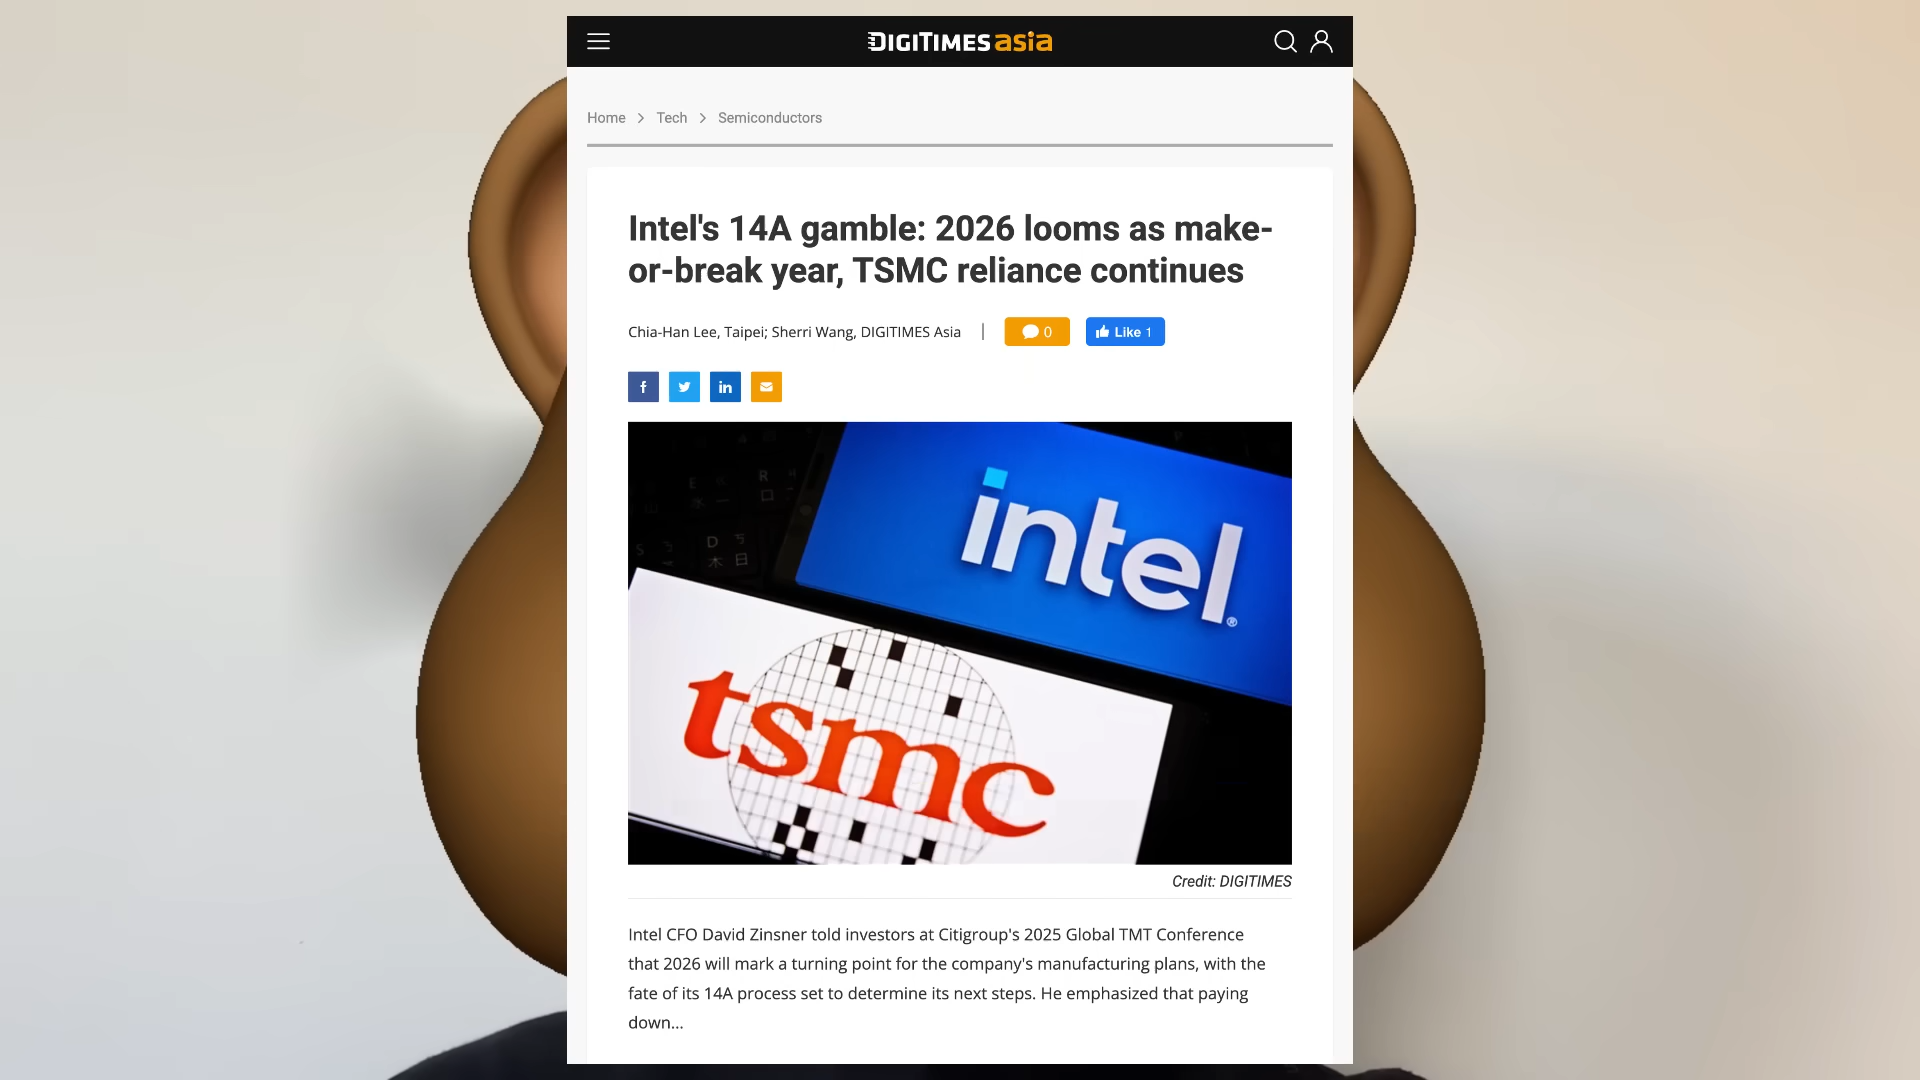 DIGITIMES asia
Home > Tech > Semiconductors
Intel's 14A gamble: 2026 looms as make-
or-break year, TSMC reliance continues
Chia-Han Lee, Taipei; Sherri Wang, DIGITIMES Asia | 0 Like 1
intel®
tsmc
Credit: DIGITIMES
Intel CFO David Zinsner told investors at Citigroup's 2025 Global TMT Conference
that 2026 will mark a turning point for the company's manufacturing plans, with the
fate of its 14A process set to determine its next steps. He emphasized that paying
down...